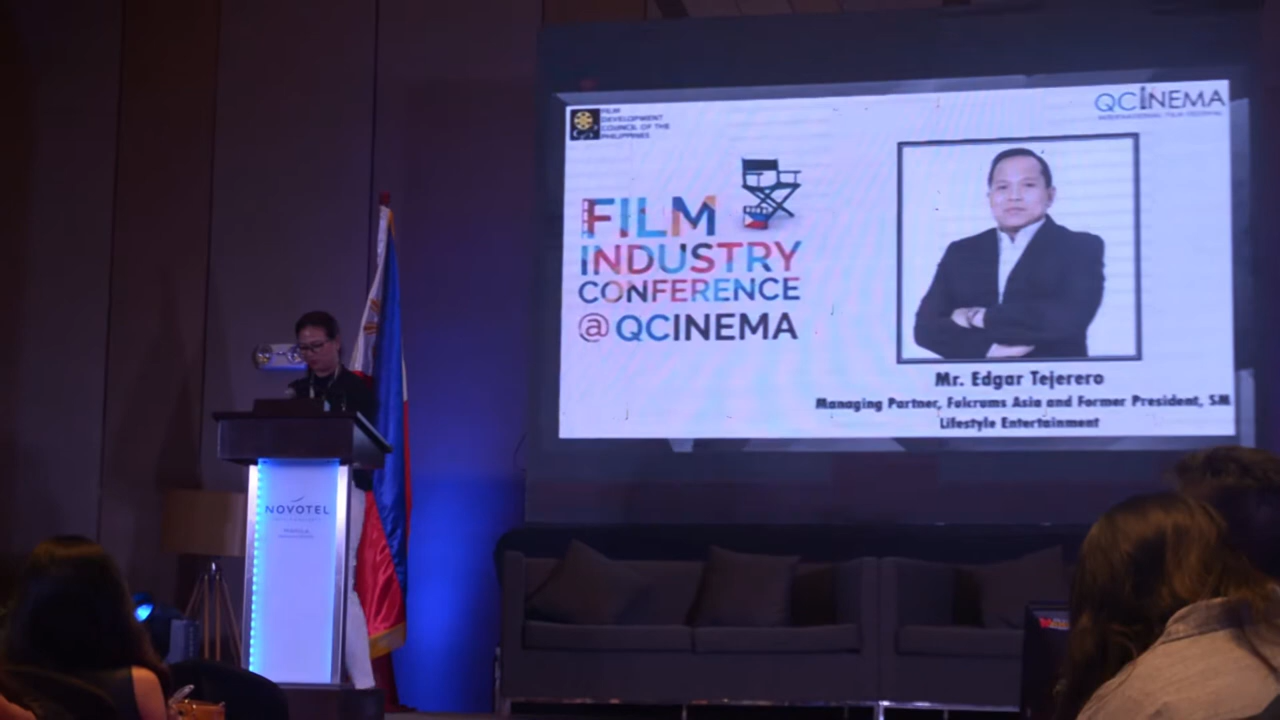 FILM
DEVELOPMENT
COUNCIL OF THE
PHILIPPINES
QCINEMA
INTERNATIONAL FILM FESTIVAL
FILM
INDUSTRY
CONFERENCE
@QCINEMA
Mr. Edgar Tejerero
Managing Partner, Fulcrums Asia and Former President, SM
Lifestyle Entertainment
NOVOTEL
MANILA